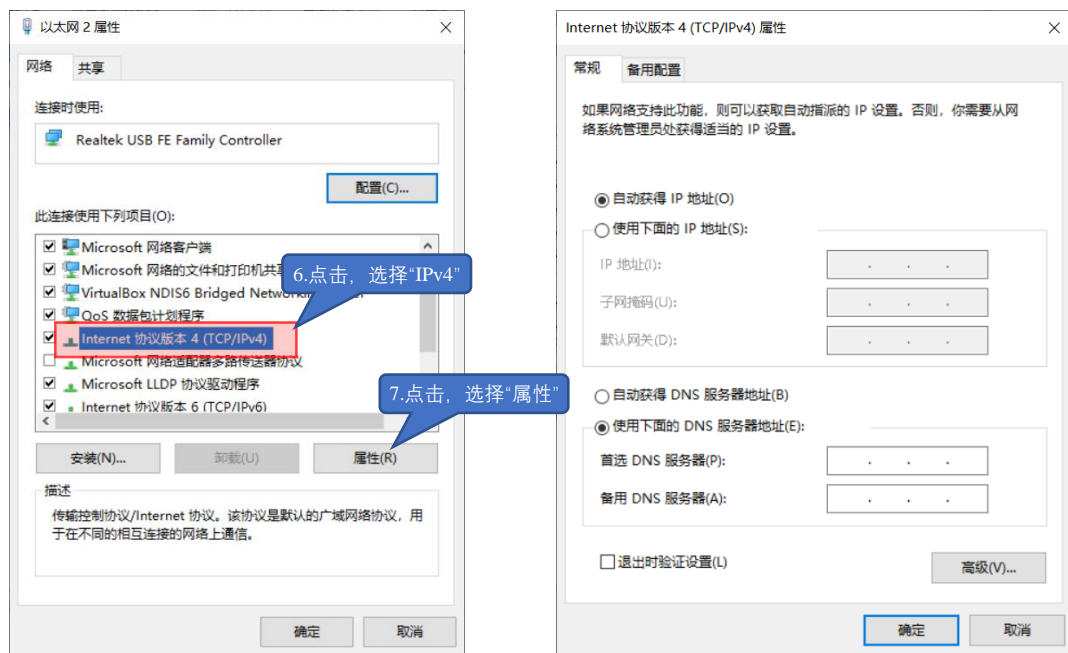 以太网 2 属性
网络
共享
连接时使用:
Realtek USB FE Family Controller
配置(C)...
此连接使用下列项目(O):
Microsoft 网络客户端
Microsoft 网络的文件和打印机共
6.点击，选择“IPv4”
VirtualBox NDIS6 Bridged Networ
QoS 数据包计划程序
Internet 协议版本 4 (TCP/IPv4)
Microsoft 网络适配器多路传送器协议
Microsoft LLDP 协议驱动程序
Internet 协议版本 6 (TCP/IPv6)
7.点击，选择“属性”
安装(N)...
卸载(U)
属性(R)
描述
传输控制协议/Internet 协议。该协议是默认的广域网络协议，用
于在不同的相互连接的网络上通信。
确定
取消
Internet 协议版本 4 (TCP/IPv4) 属性
常规
备用配置
如果网络支持此功能，则可以获取自动指派的 IP 设置。否则，你需要从网
络系统管理员处获得适当的 IP 设置。
自动获得 IP 地址(O)
使用下面的 IP 地址(S):
IP 地址(I):
子网掩码(U):
默认网关(D):
自动获得 DNS 服务器地址(B)
使用下面的 DNS 服务器地址(E):
首选 DNS 服务器(P):
备用 DNS 服务器(A):
退出时验证设置(L)
高级(V)...
确定
取消